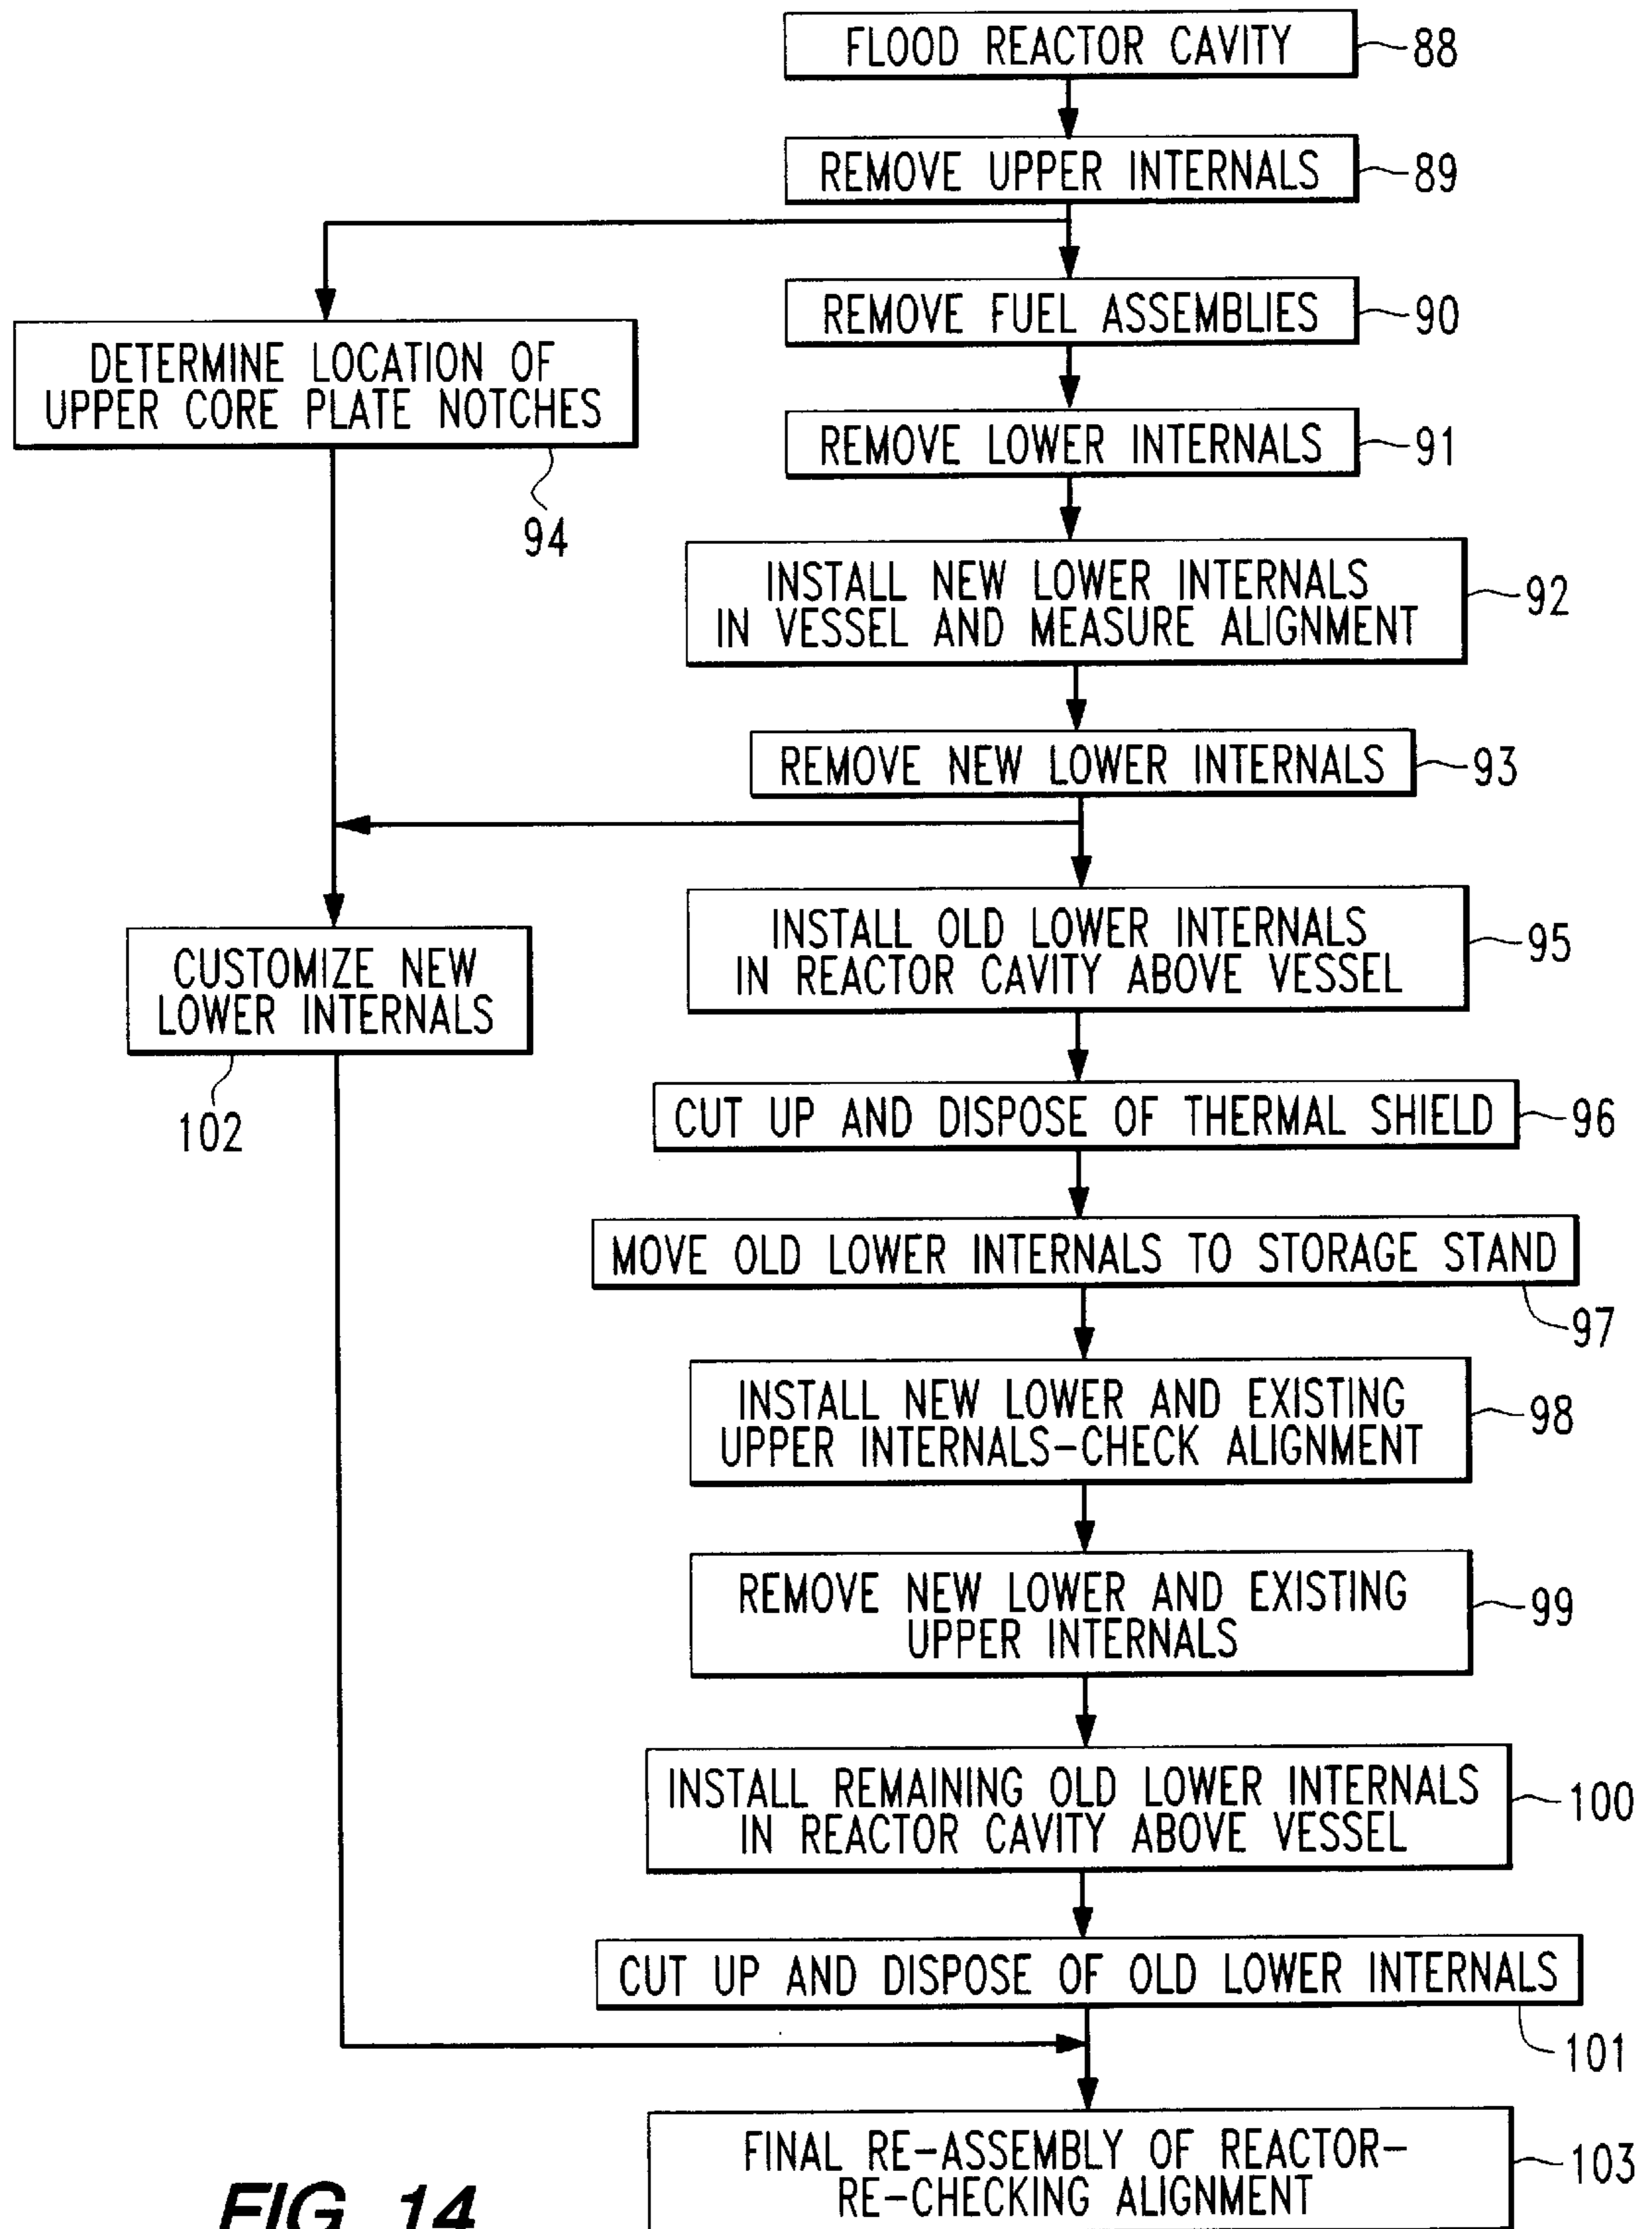 FLOOD REACTOR CAVITY
88
REMOVE UPPER INTERNALS
89
REMOVE FUEL ASSEMBLIES
90
DETERMINE LOCATION OF
UPPER CORE PLATE NOTCHES
94
REMOVE LOWER INTERNALS
91
INSTALL NEW LOWER INTERNALS
IN VESSEL AND MEASURE ALIGNMENT
92
REMOVE NEW LOWER INTERNALS
93
INSTALL OLD LOWER INTERNALS
IN REACTOR CAVITY ABOVE VESSEL
95
CUSTOMIZE NEW
LOWER INTERNALS
102
CUT UP AND DISPOSE OF THERMAL SHIELD
96
MOVE OLD LOWER INTERNALS TO STORAGE STAND
97
INSTALL NEW LOWER AND EXISTING
UPPER INTERNALS-CHECK ALIGNMENT
98
REMOVE NEW LOWER AND EXISTING
UPPER INTERNALS
99
INSTALL REMAINING OLD LOWER INTERNALS
IN REACTOR CAVITY ABOVE VESSEL
100
CUT UP AND DISPOSE OF OLD LOWER INTERNALS
101
FINAL RE-ASSEMBLY OF REACTOR-
RE-CHECKING ALIGNMENT
103
FIG. 14